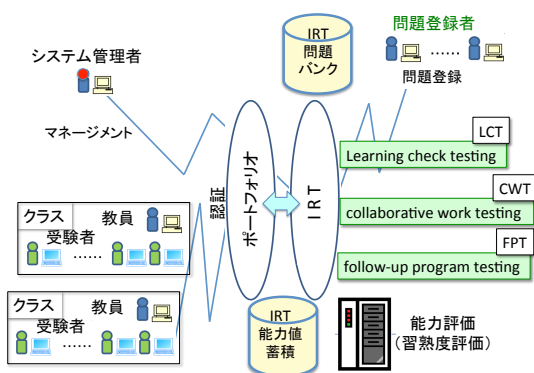 システム管理者
マネージメント
IRT
問題
バンク
問題登録者
……
問題登録
認証
ポートフォリオ
IRT
LCT
Learning check testing
CWT
collaborative work testing
FPT
follow-up program testing
クラス
教員
受験者
……
クラス
教員
受験者
……
IRT
能力値
蓄積
能力評価
（習熟度評価）